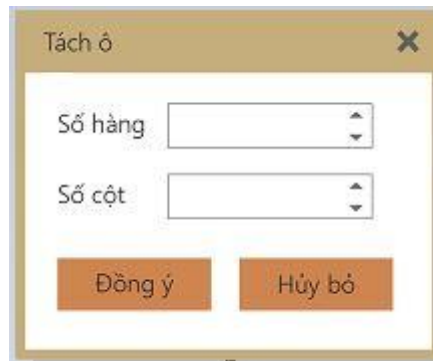 Tách ô
Số hàng
Số cột
Đồng ý
Hủy bỏ